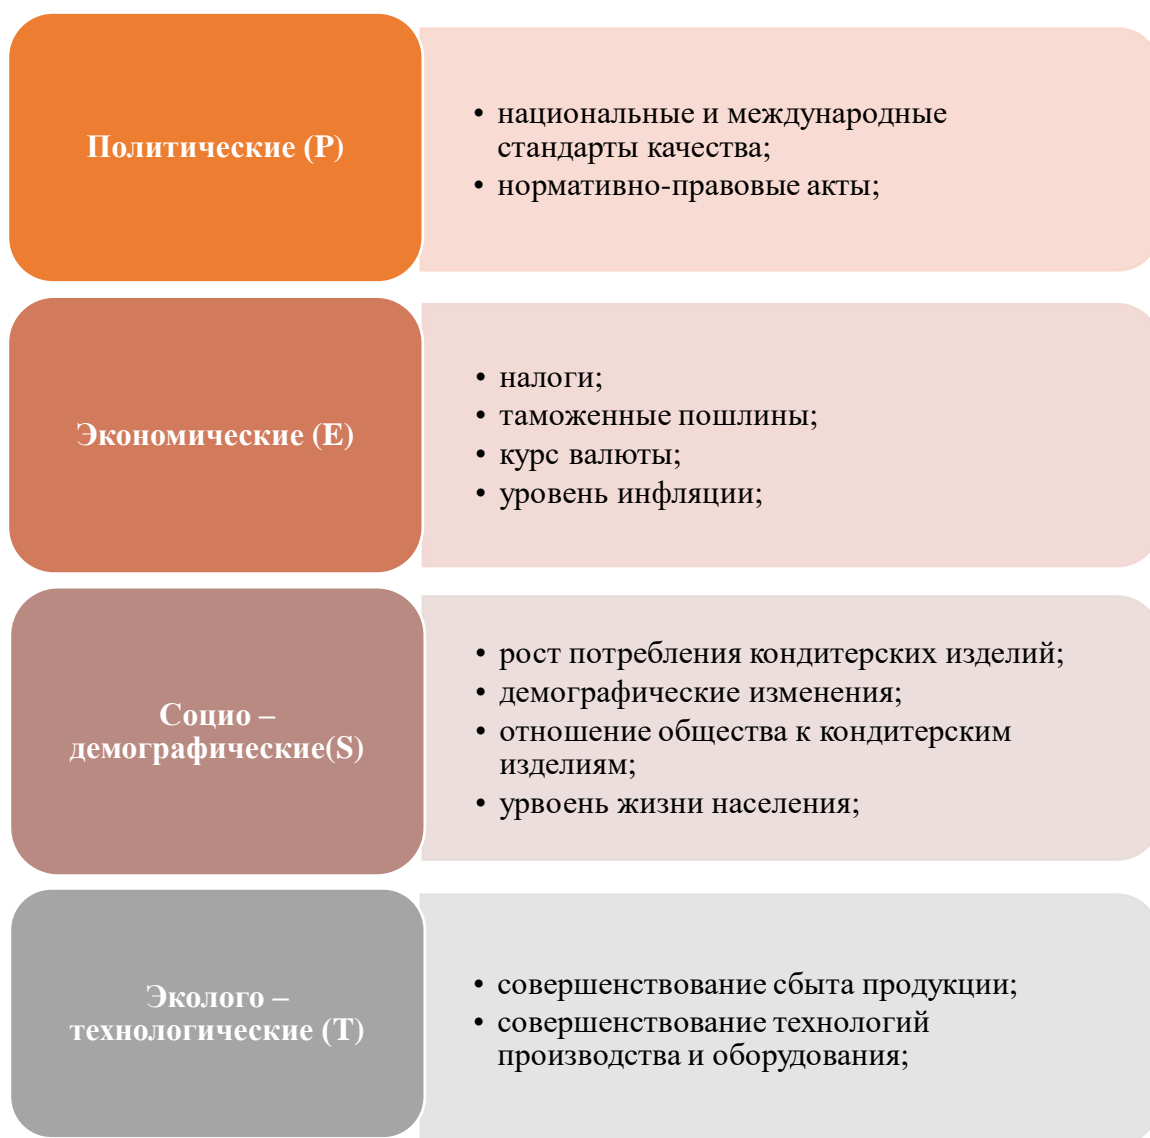 Политические (P)
• национальные и международные
стандарты качества;
• нормативно-правовые акты;
Экономические (E)
• налоги;
• таможенные пошлины;
• курс валюты;
• уровень инфляции;
Социо –
демографические(S)
• рост потребления кондитерских изделий;
• демографические изменения;
• отношение общества к кондитерским
изделиям;
• урвоень жизни населения;
Эколого –
технологические (T)
• совершенствование сбыта продукции;
• совершенствование технологий
производства и оборудования;